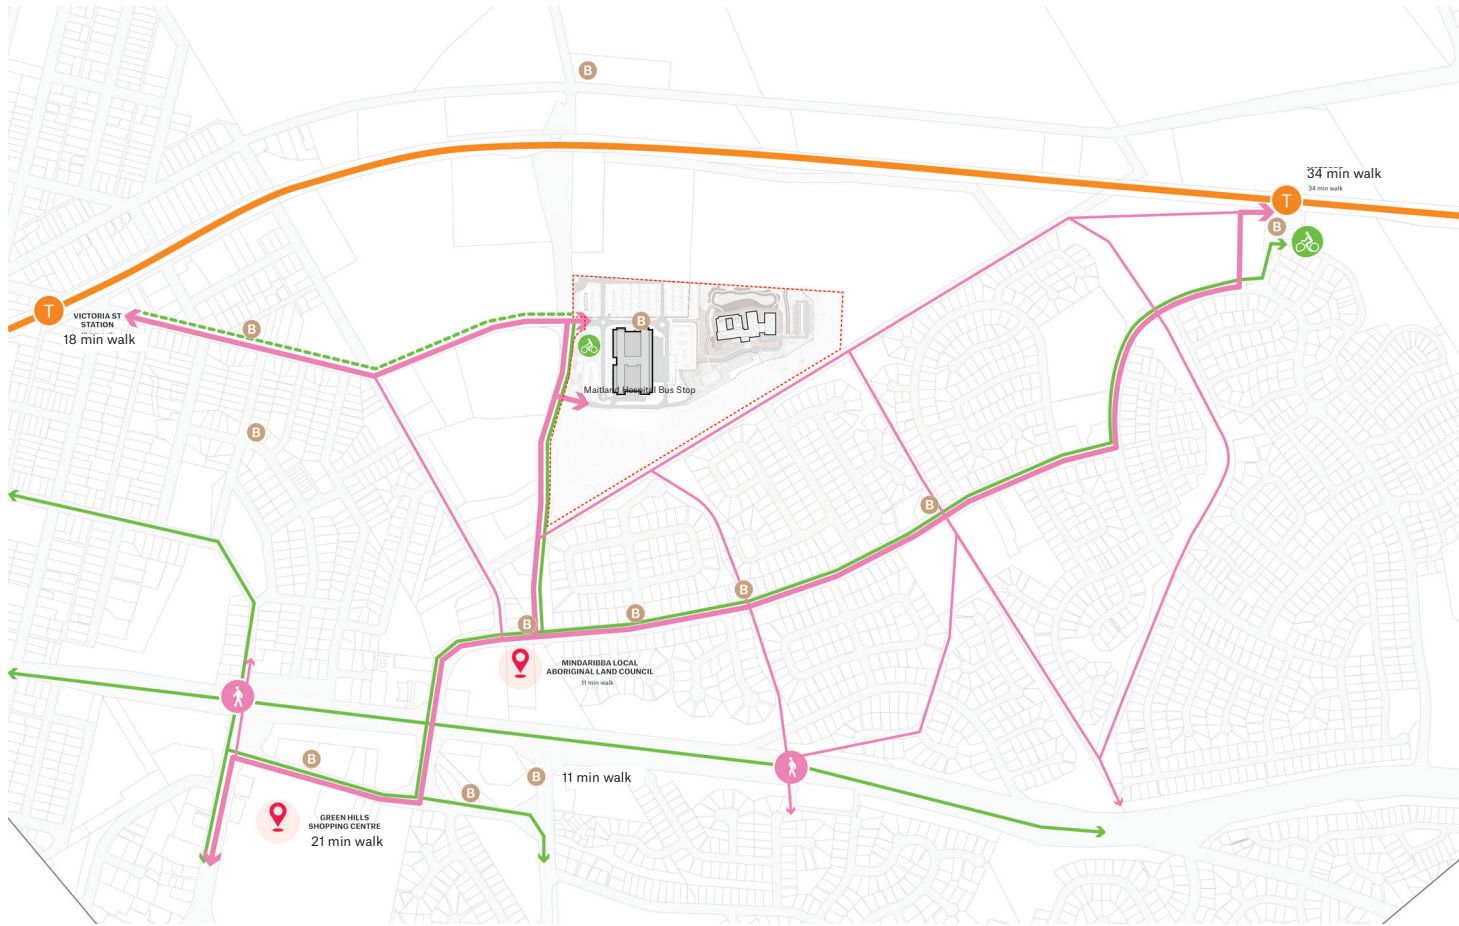 B
34 min walk
34 min walk
T
B
T
VICTORIA ST
STATION
18 min walk
B
B
Maitland Hospital Bus Stop
B
B
B
B
B
MINDARIBBA LOCAL
ABORIGINAL LAND COUNCIL
11 min walk
B
B
11 min walk
B
GREEN HILLS
SHOPPING CENTRE
21 min walk